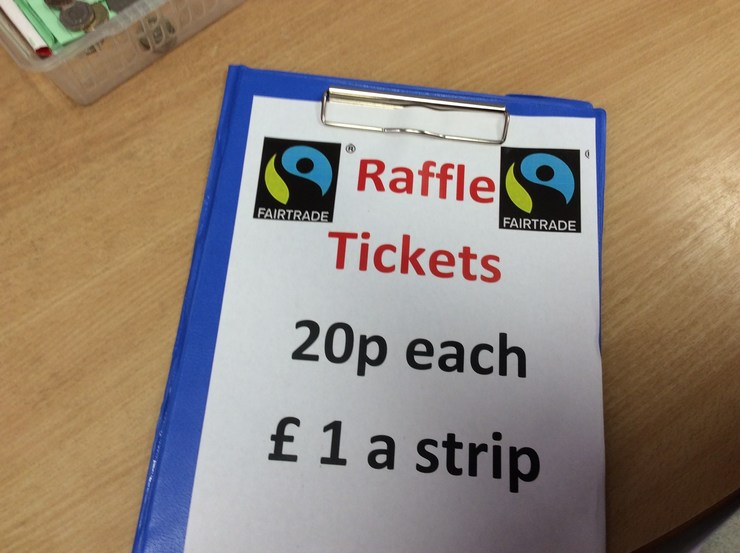 ® Raffle
FAIRTRADE FAIRTRADE
Tickets
20p each
£ 1 a strip